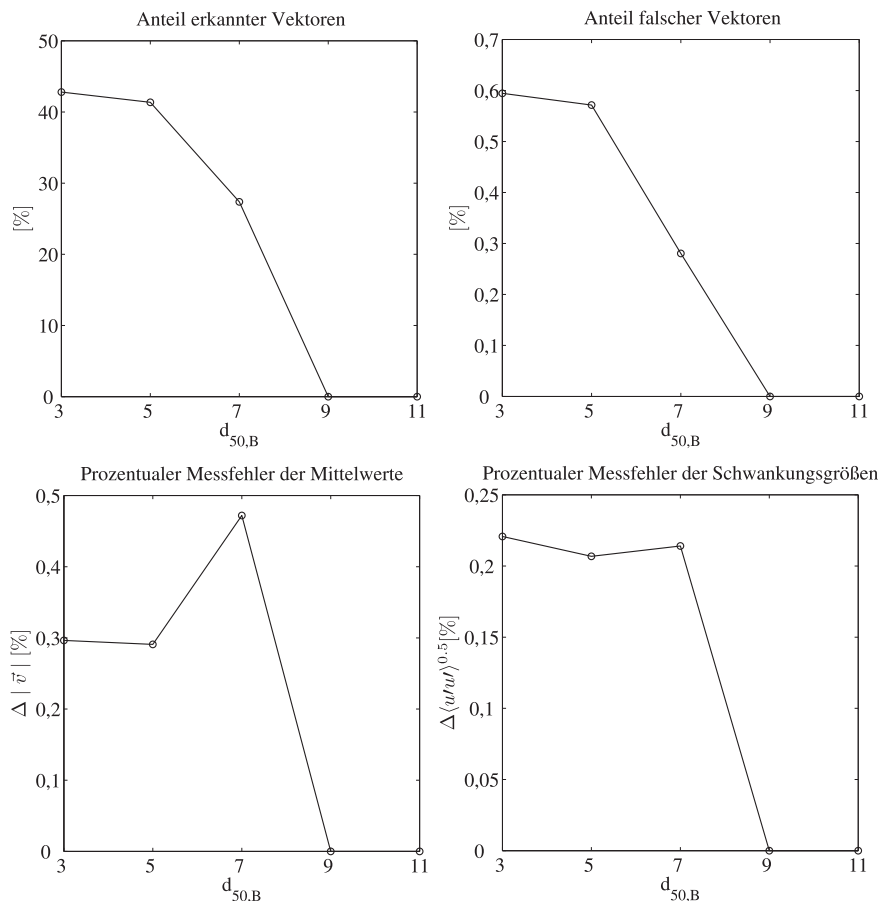 Anteil erkannter Vektoren
50
40
30
20
10
0
[%]
3 5 7 9 11
d50,B
Anteil falscher Vektoren
0,7
0,6
0,5
0,4
0,3
0,2
0,1
0
[%]
3 5 7 9 11
d50,B
Prozentualer Messfehler der Mittelwerte
0,5
0,4
0,3
0,2
0,1
0
Δ | v⃗ | [%]
3 5 7 9 11
d50,B
Prozentualer Messfehler der Schwankungsgrößen
0,25
0,2
0,15
0,1
0,05
0
Δ⟨u′u′⟩^0.5[%]
3 5 7 9 11
d50,B